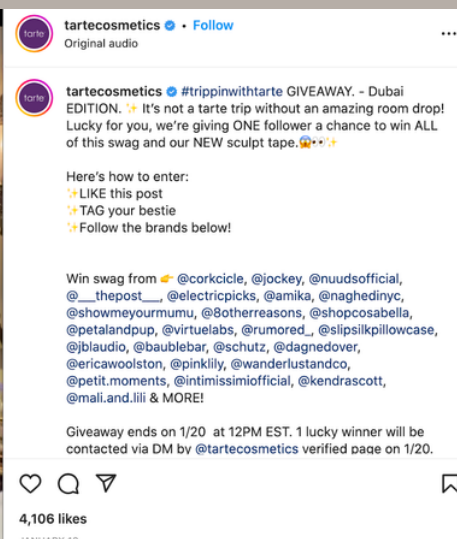 tarte
tartecosmetics • Follow
Original audio
tarte
tartecosmetics #trippinwithtarte GIVEAWAY. - Dubai
EDITION. ✨ It's not a tarte trip without an amazing room drop!
Lucky for you, we're giving ONE follower a chance to win ALL
of this swag and our NEW sculpt tape.😱👀✨
Here's how to enter:
✨LIKE this post
✨TAG your bestie
✨Follow the brands below!
Win swag from 👉 @corkcicle, @jockey, @nuudsofficial,
@___thepost___, @electricpicks, @amika, @naghedinyc,
@showmeyourmumu, @8otherreasons, @shopcosabella,
@petalandpup, @virtuelabs, @rumored_, @slipsilkpillowcase,
@jblaudio, @baublebar, @schutz, @dagnedover,
@ericawoolston, @pinklily, @wanderlustandco,
@petit.moments, @intimissimiofficial, @kendrascott,
@mali.and.lili & MORE!
Giveaway ends on 1/20 at 12PM EST. 1 lucky winner will be
contacted via DM by @tartecosmetics verified page on 1/20.
4,106 likes